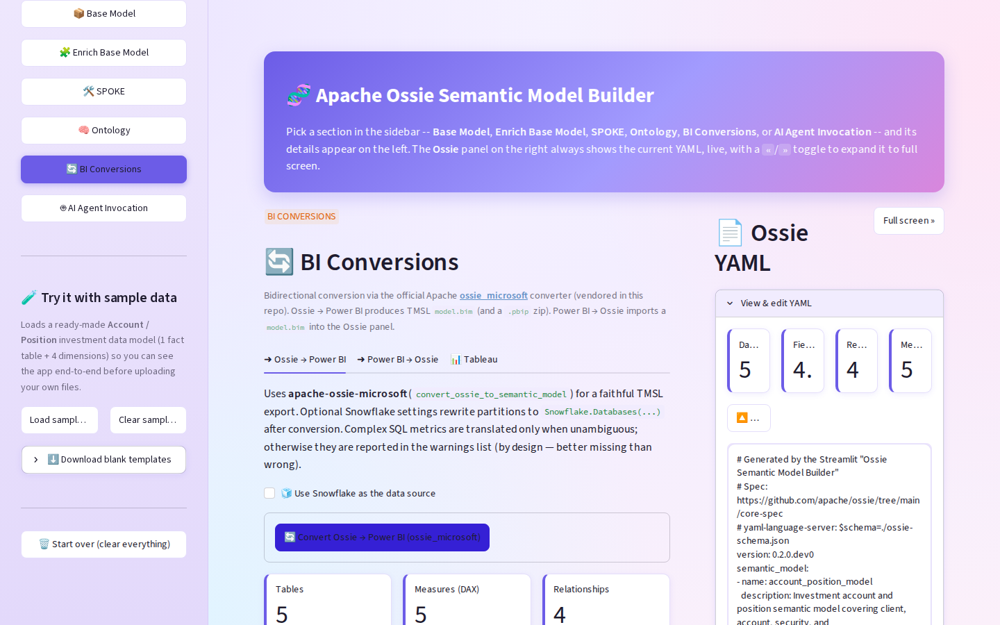 📦 Base Model
🧩 Enrich Base Model
🛠️ SPOKE
🧠 Ontology
🔄 BI Conversions
֎ AI Agent Invocation
🧪 Try it with sample data
Loads a ready-made Account /
Position investment data model (1 fact
table + 4 dimensions) so you can see
the app end-to-end before uploading
your own files.
Load sampl…
Clear sampl…
⬇️ Download blank templates
🗑️ Start over (clear everything)
🧬 Apache Ossie Semantic Model Builder
Pick a section in the sidebar -- Base Model, Enrich Base Model, SPOKE, Ontology, BI Conversions, or AI Agent Invocation -- and its
details appear on the left. The Ossie panel on the right always shows the current YAML, live, with a « / » toggle to expand it to full
screen.
BI CONVERSIONS
🔄 BI Conversions
Bidirectional conversion via the official Apache ossie_microsoft converter (vendored in this
repo). Ossie → Power BI produces TMSL model.bim (and a .pbip zip). Power BI → Ossie imports a
model.bim into the Ossie panel.
➜ Ossie → Power BI
➜ Power BI → Ossie
📊 Tableau
Uses apache-ossie-microsoft ( convert_ossie_to_semantic_model ) for a faithful TMSL
export. Optional Snowflake settings rewrite partitions to Snowflake.Databases(...)
after conversion. Complex SQL metrics are translated only when unambiguous;
otherwise they are reported in the warnings list (by design — better missing than
wrong).
🧊 Use Snowflake as the data source
🔄 Convert Ossie → Power BI (ossie_microsoft)
Tables
5
Measures (DAX)
5
Relationships
4
Full screen »
📄 Ossie
YAML
View & edit YAML
Da…
5
Fie…
4.
Re…
4
Me…
5
🔼 …
# Generated by the Streamlit "Ossie
Semantic Model Builder"
# Spec:
https://github.com/apache/ossie/tree/main
/core-spec
# yaml-language-server: $schema=./ossie-
schema.json
version: 0.2.0.dev0
semantic_model:
- name: account_position_model
description: Investment account and
position semantic model covering client,
account, security, and